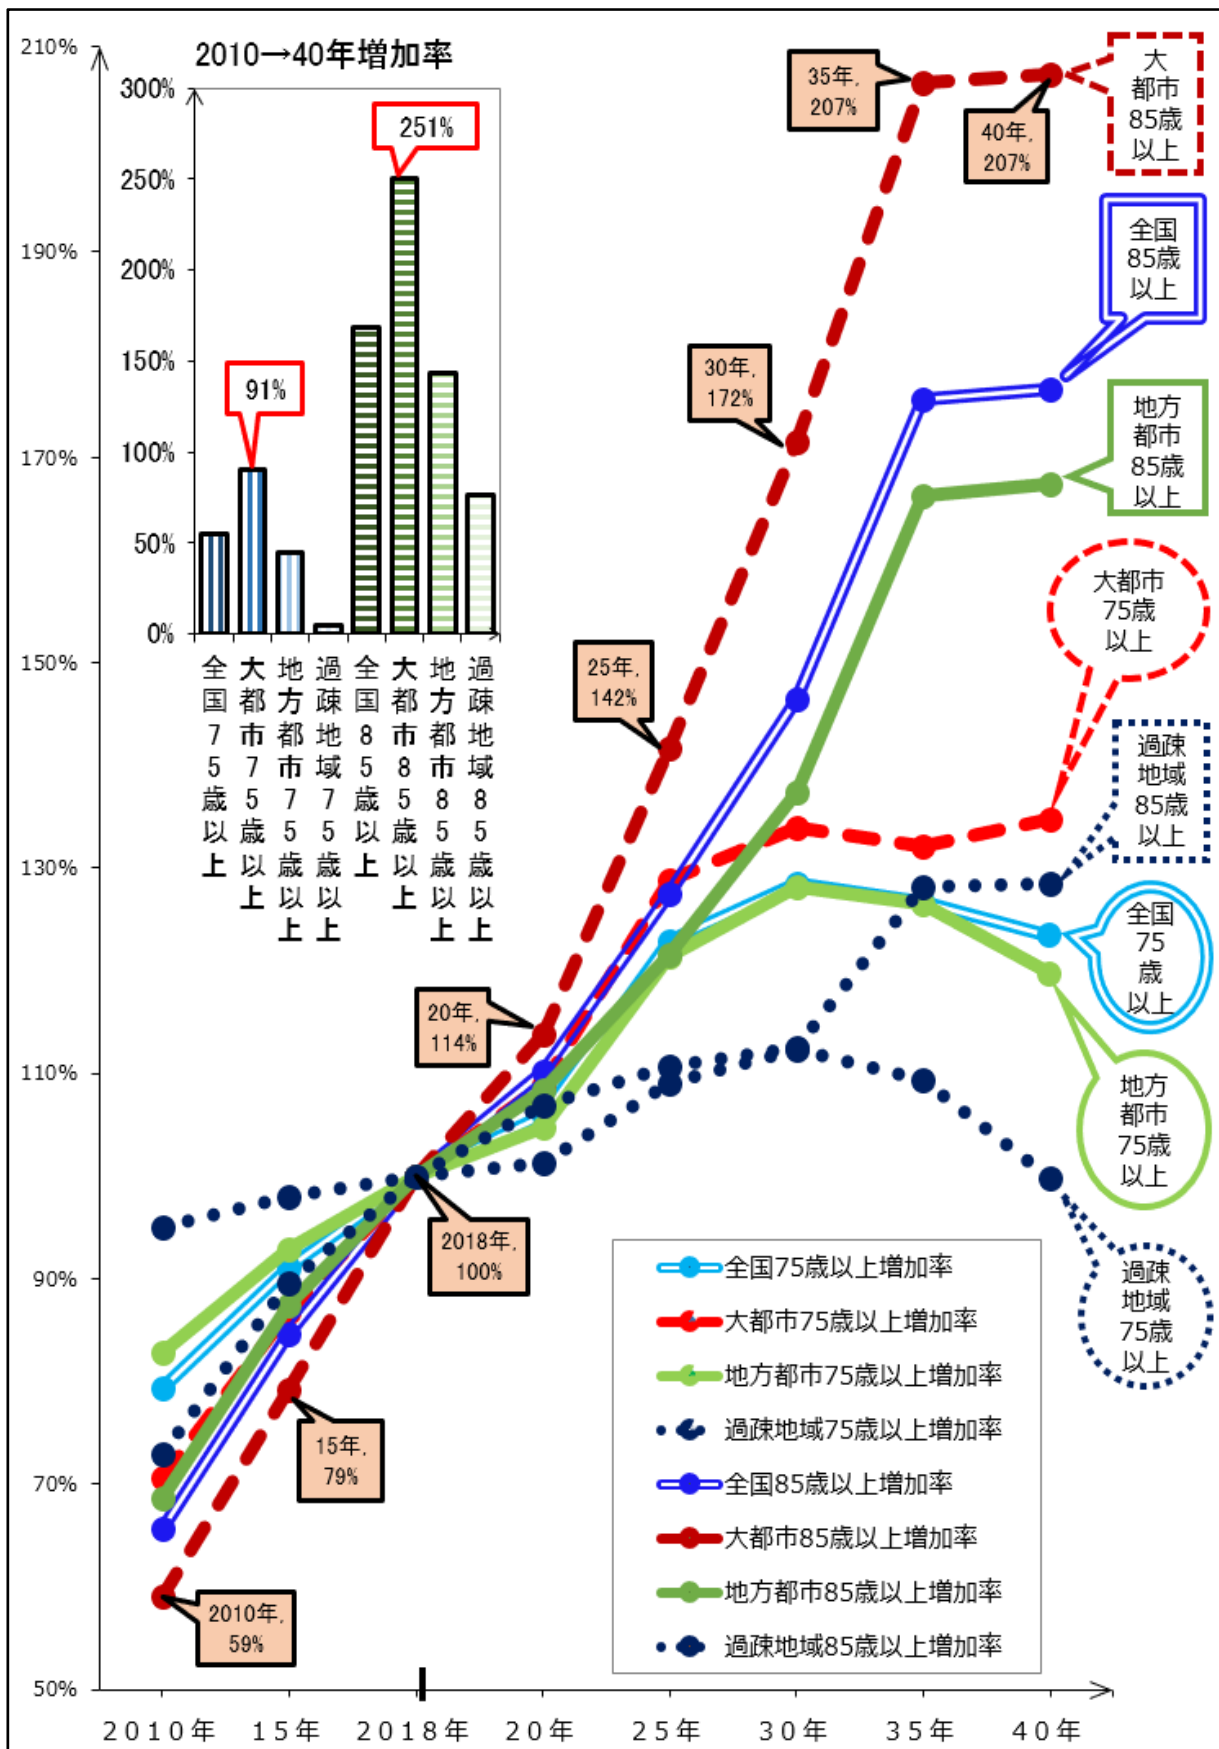 2010→40年増加率
210%
190%
170%
150%
130%
110%
90%
70%
50%
300%
250%
200%
150%
100%
50%
0%
91%
251%
全国75歳以上
大都市75歳以上
地方都市75歳以上
過疎地域75歳以上
全国85歳以上
大都市85歳以上
地方都市85歳以上
過疎地域85歳以上
35年,
207%
40年,
207%
30年,
172%
25年,
142%
20年,
114%
2018年,
100%
15年,
79%
2010年,
59%
大
都市
85歳
以上
全国
85歳
以上
地方
都市
85歳
以上
大都市
75歳
以上
過疎
地域
85歳
以上
全国
75
歳
以上
地方
都市
75歳
以上
過疎
地域
75歳
以上
全国75歳以上増加率
大都市75歳以上増加率
地方都市75歳以上増加率
過疎地域75歳以上増加率
全国85歳以上増加率
大都市85歳以上増加率
地方都市85歳以上増加率
過疎地域85歳以上増加率
2010年 15年 2018年 20年 25年 30年 35年 40年